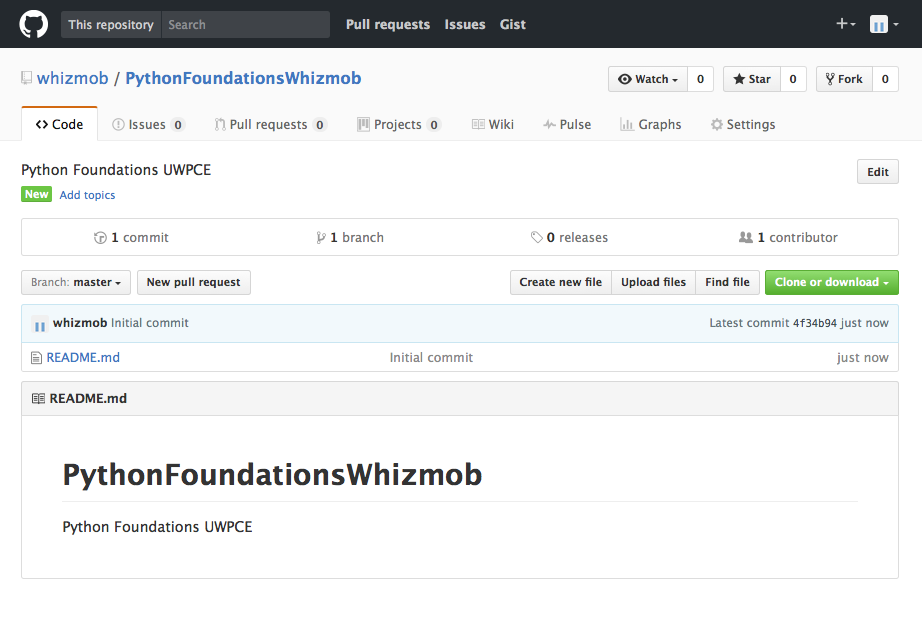 This repository Search Pull requests Issues Gist
whizmob / PythonFoundationsWhizmob Watch 0 Star 0 Fork 0
Code Issues 0 Pull requests 0 Projects 0 Wiki Pulse Graphs Settings
Python Foundations UWPCE Edit
New Add topics
1 commit 1 branch 0 releases 1 contributor
Branch: master New pull request Create new file Upload files Find file Clone or download
whizmob Initial commit Latest commit 4f34b94 just now
README.md Initial commit just now
README.md
PythonFoundationsWhizmob
Python Foundations UWPCE